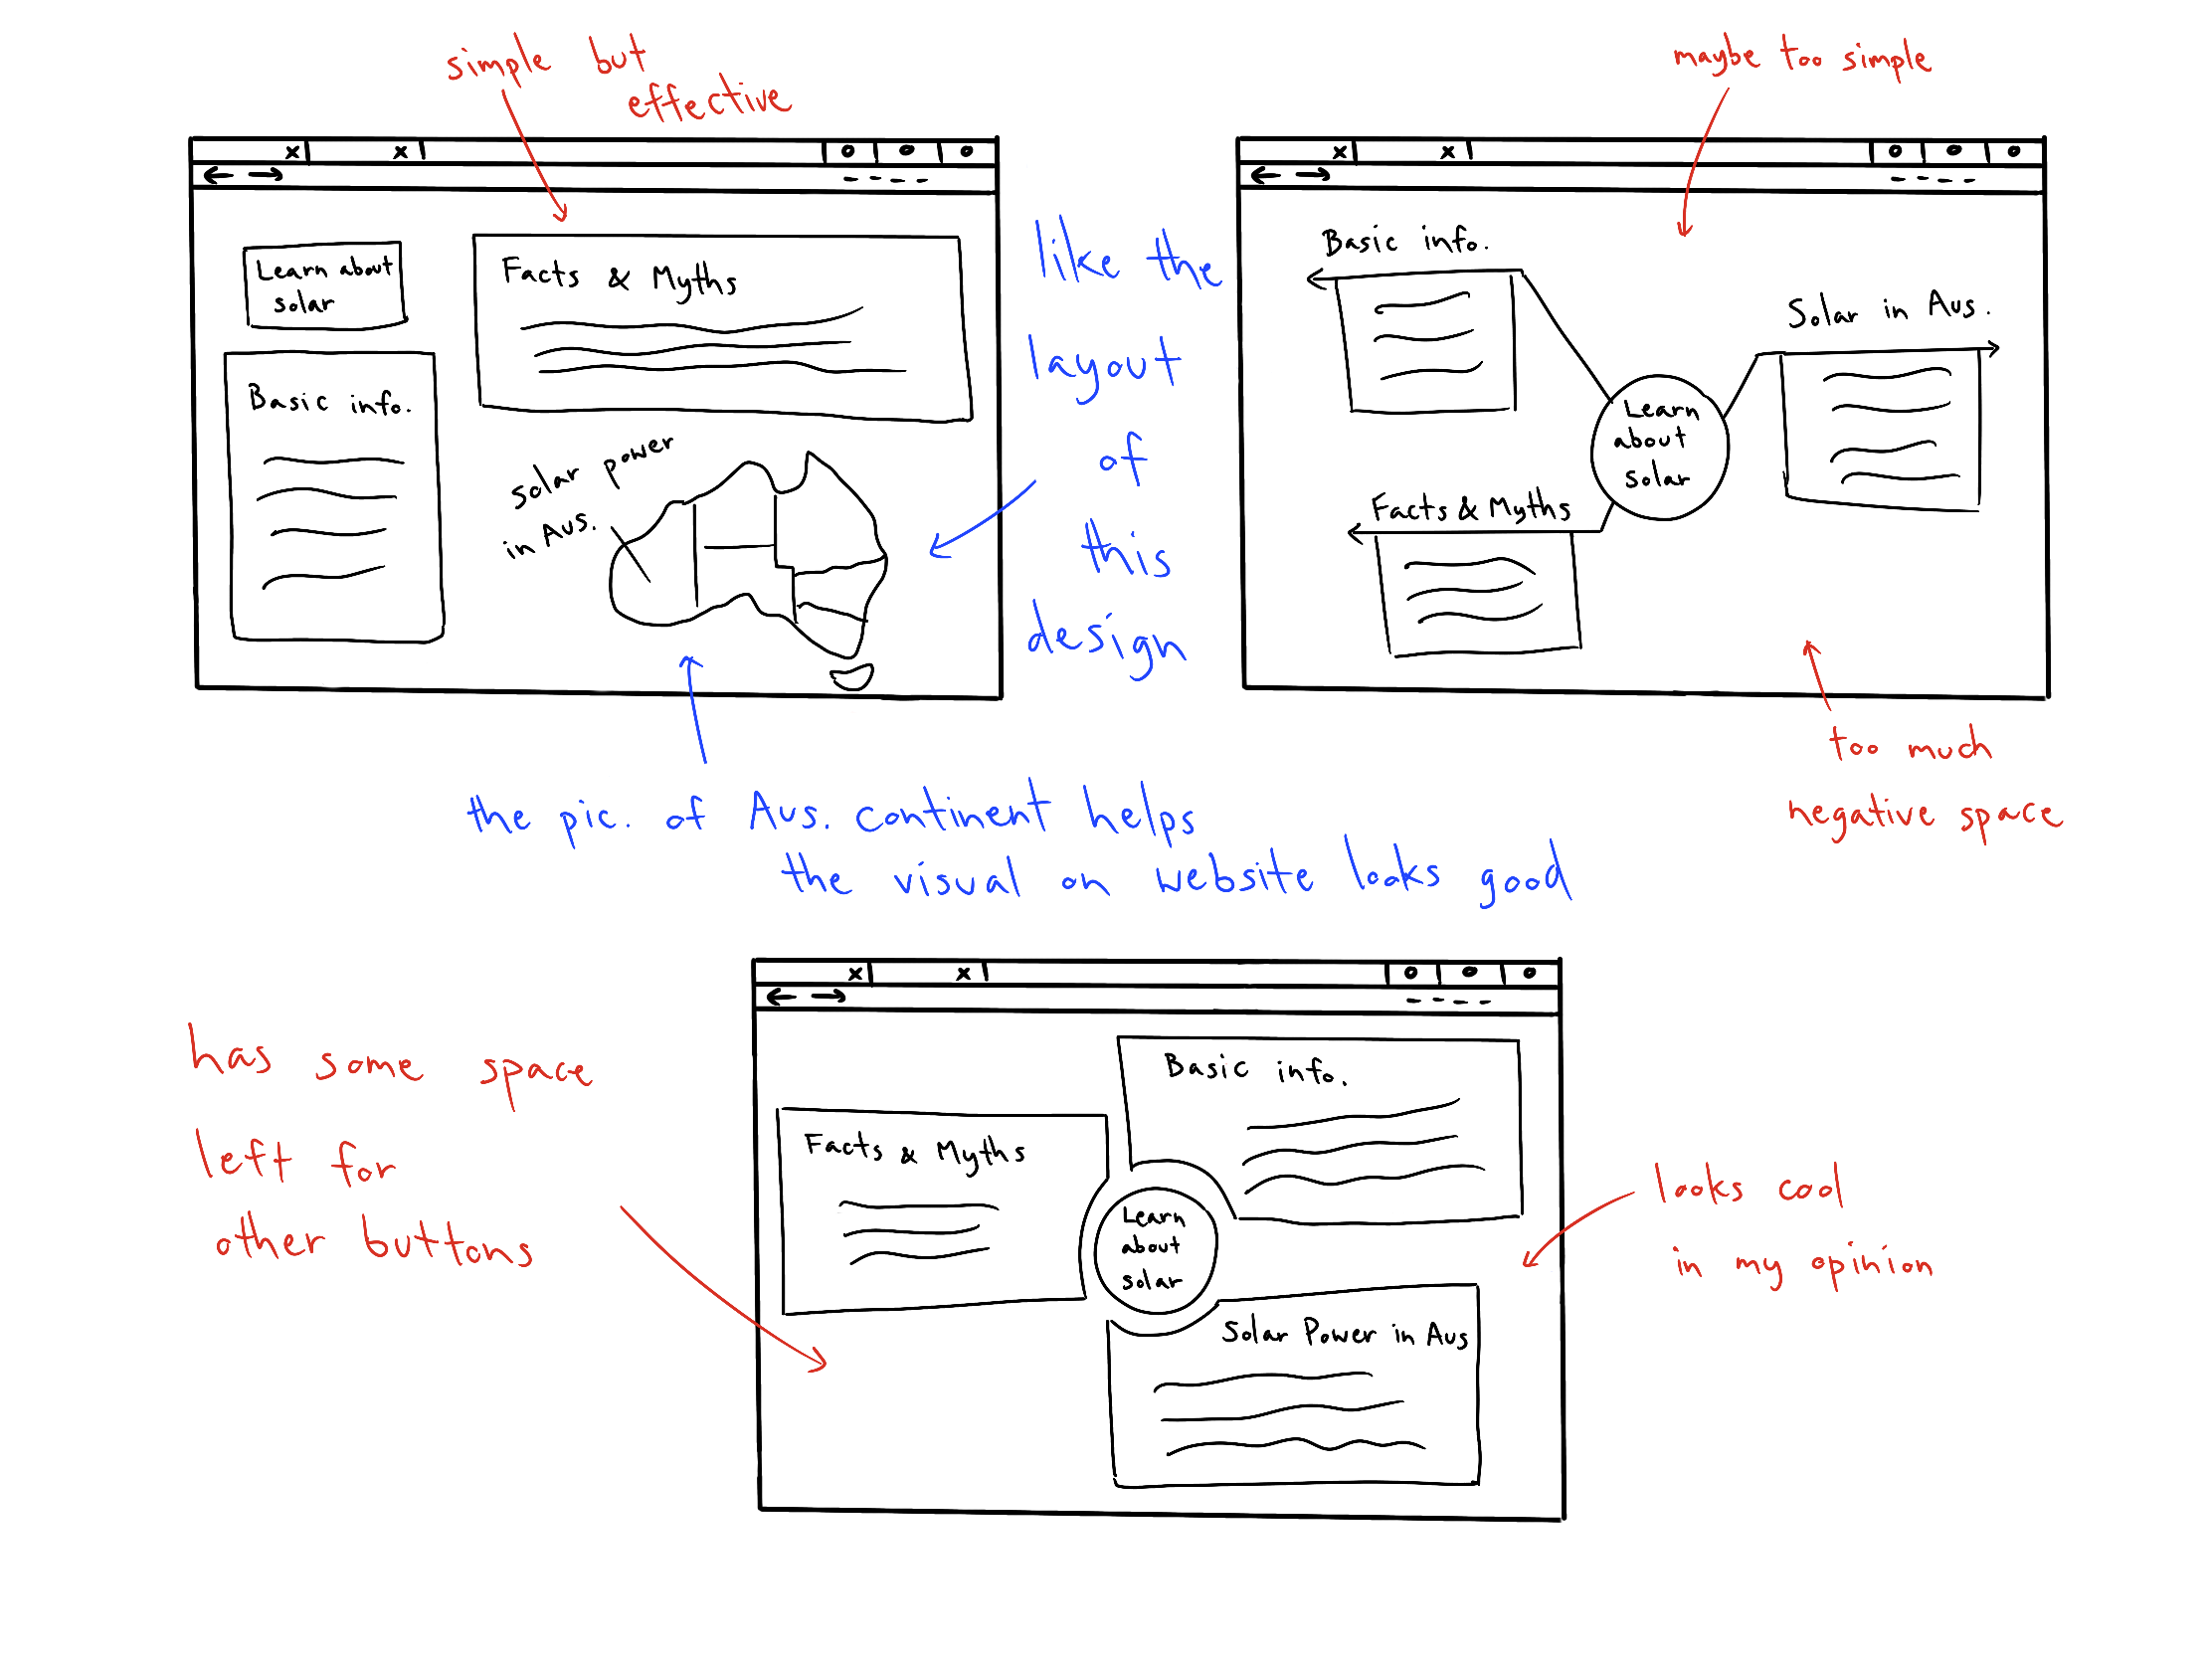 simple but
effective
Learn about
solar
Facts & Myths
Basic info.
solar power
in Aus.
like the
layout
of
this
design
the pic. of Aus. continent helps
the visual on website looks good
maybe too simple
Basic info.
Solar in Aus.
Learn
about
solar
Facts & Myths
too much
negative space
has some space
left for
other buttons
Basic info.
Facts & Myths
Learn
about
solar
Solar Power in Aus
looks cool
in my opinion